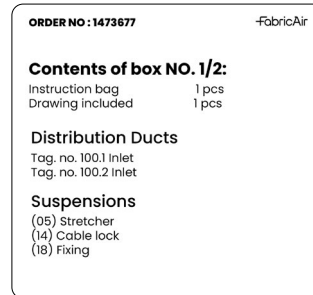 ORDER NO : 1473677 FabricAir
Contents of box NO. 1/2:
Instruction bag 1 pcs
Drawing included 1 pcs
Distribution Ducts
Tag. no. 100.1 Inlet
Tag. no. 100.2 Inlet
Suspensions
(05) Stretcher
(14) Cable lock
(18) Fixing